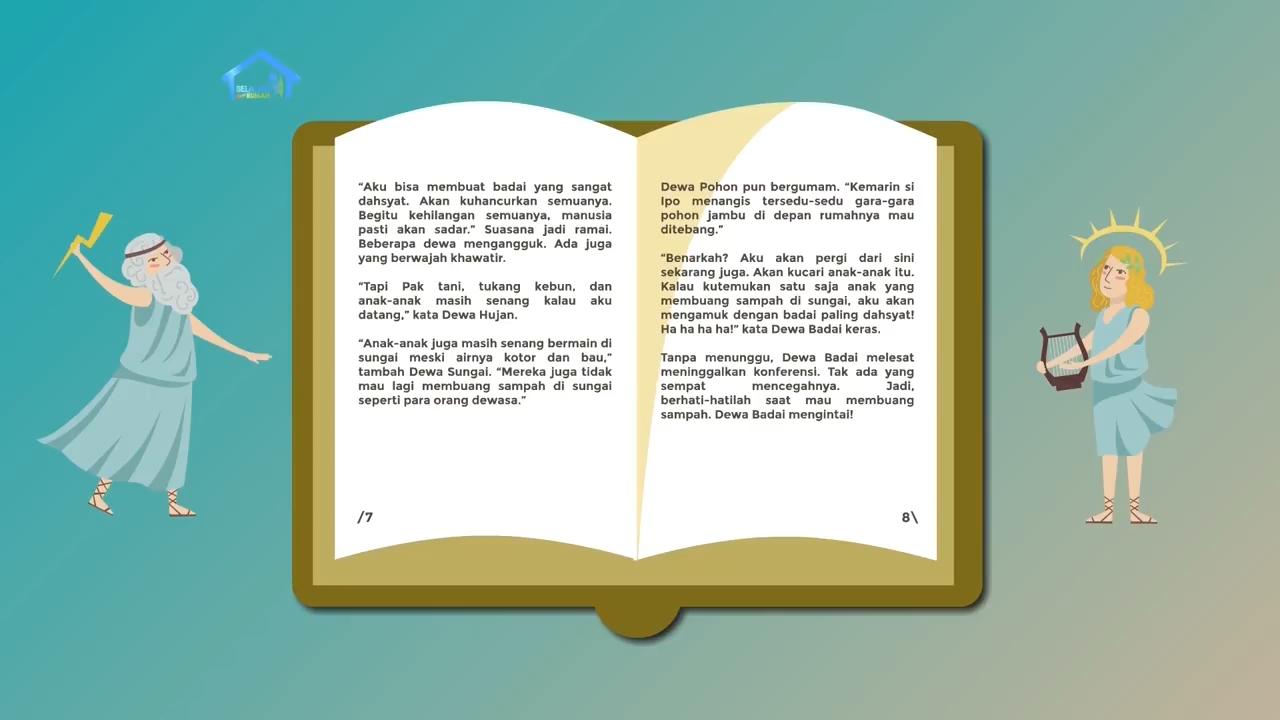 BELAJAR
RUMAH
“Aku bisa membuat badai yang sangat
dahsyat. Akan kuhancurkan semuanya.
Begitu kehilangan semuanya, manusia
pasti akan sadar.” Suasana jadi ramai.
Beberapa dewa mengangguk. Ada juga
yang berwajah khawatir.
“Tapi Pak tani, tukang kebun, dan
anak-anak masih senang kalau aku
datang,” kata Dewa Hujan.
“Anak-anak juga masih senang bermain di
sungai meski airnya kotor dan bau,”
tambah Dewa Sungai. “Mereka juga tidak
mau lagi membuang sampah di sungai
seperti para orang dewasa.”
/7
Dewa Pohon pun bergumam. “Kemarin si
Ipo menangis tersedu-sedu gara-gara
pohon jambu di depan rumahnya mau
ditebang.”
“Benarkah? Aku akan pergi dari sini
sekarang juga. Akan kucari anak-anak itu.
Kalau kutemukan satu saja anak yang
membuang sampah di sungai, aku akan
mengamuk dengan badai paling dahsyat!
Ha ha ha ha!” kata Dewa Badai keras.
Tanpa menunggu, Dewa Badai melesat
meninggalkan konferensi. Tak ada yang
sempat mencegahnya. Jadi,
berhati-hatilah saat mau membuang
sampah. Dewa Badai mengintai!
8\